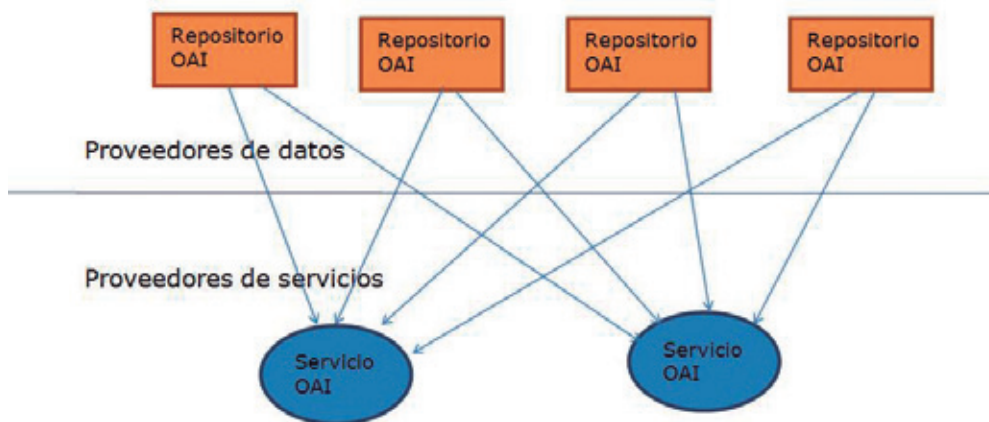 Repositorio
OAI
Repositorio
OAI
Repositorio
OAI
Repositorio
OAI
Proveedores de datos
Proveedores de servicios
Servicio
OAI
Servicio
OAI